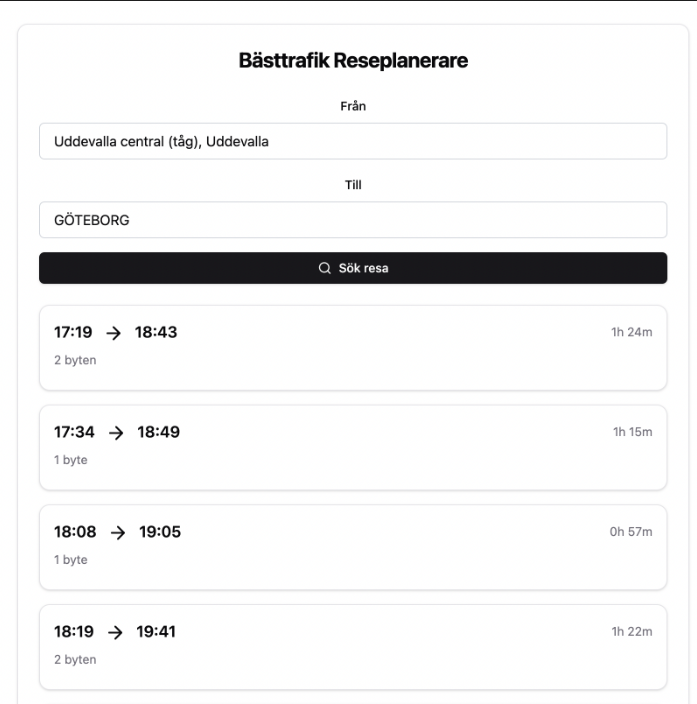 Bästtrafik Reseplanerare
Från
Uddevalla central (tåg), Uddevalla
Till
GÖTEBORG
Sök resa
17:19 → 18:43 1h 24m
2 byten
17:34 → 18:49 1h 15m
1 byte
18:08 → 19:05 0h 57m
1 byte
18:19 → 19:41 1h 22m
2 byten